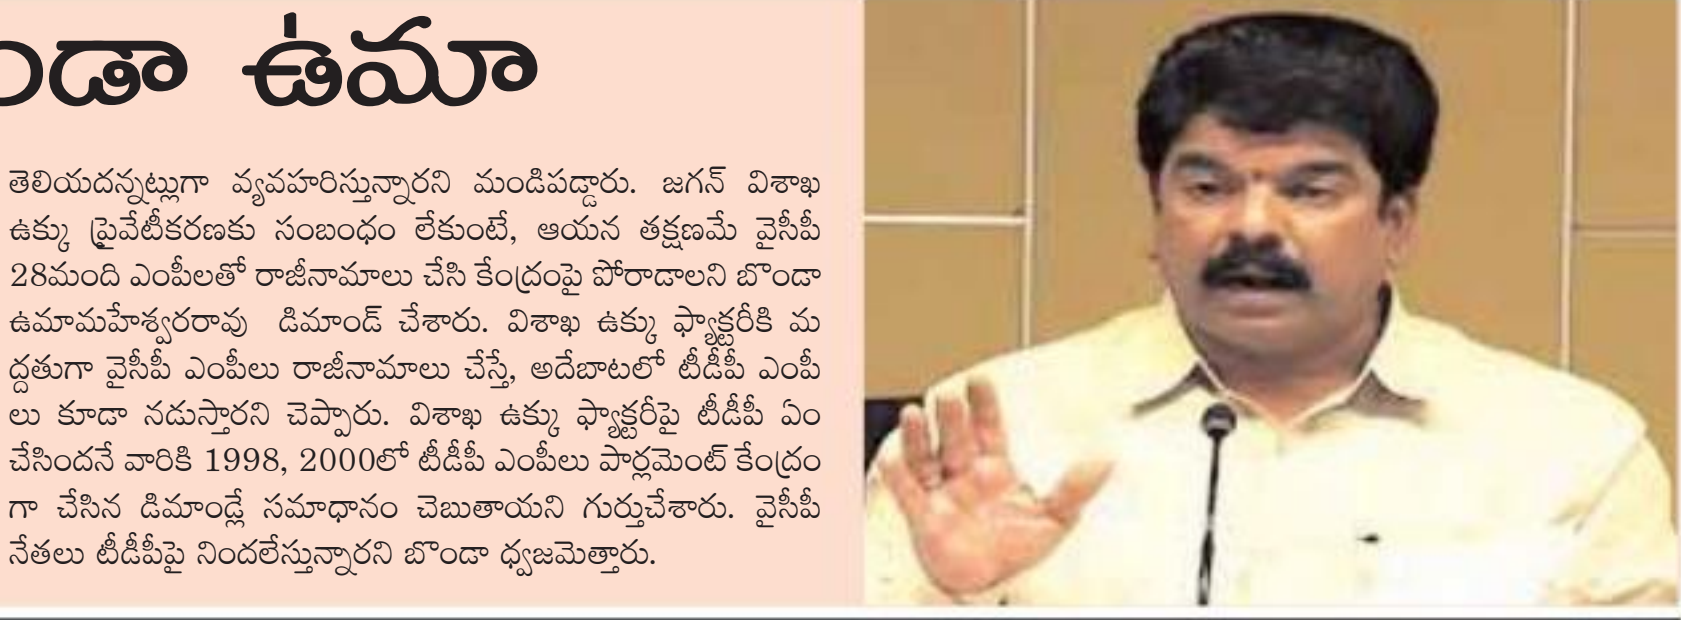 ండా ఉమా
తెలియదన్నట్లుగా వ్యవహరిస్తున్నారని మండిపడ్డారు. జగన్ విశాఖ
ఉక్కు ప్రైవేటీకరణకు సంబంధం లేకుంటే, ఆయన తక్షణమే వైసీపీ
28మంది ఎంపీలతో రాజీనామాలు చేసి కేంద్రంపై పోరాడాలని బొండా
ఉమామహేశ్వరరావు డిమాండ్ చేశారు. విశాఖ ఉక్కు ఫ్యాక్టరీకి మ
ద్దతుగా వైసీపీ ఎంపీలు రాజీనామాలు చేస్తే, అదేబాటలో టీడీపీ ఎంపీ
లు కూడా నడుస్తారని చెప్పారు. విశాఖ ఉక్కు ఫ్యాక్టరీపై టీడీపీ ఏం
చేసిందనే వారికి 1998, 2000లో టీడీపీ ఎంపీలు పార్లమెంట్ కేంద్రం
గా చేసిన డిమాండ్లే సమాధానం చెబుతాయని గుర్తుచేశారు. వైసీపీ
నేతలు టీడీపీపై నిందలేస్తున్నారని బొండా ధ్వజమెత్తారు.